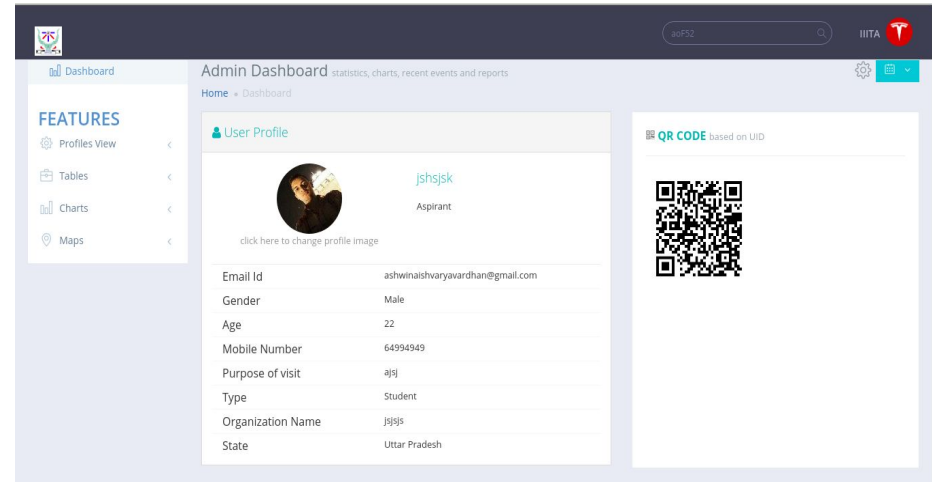 aoF52
IIITA
Dashboard
Admin Dashboard statistics, charts, recent events and reports
Home Dashboard
FEATURES
Profiles View
Tables
Charts
Maps
User Profile
jshsjsk
Aspirant
click here to change profile image
Email Id ashwinaishvaryavardhan@gmail.com
Gender Male
Age 22
Mobile Number 64994949
Purpose of visit ajsj
Type Student
Organization Name jsjsjs
State Uttar Pradesh
QR CODE based on UID